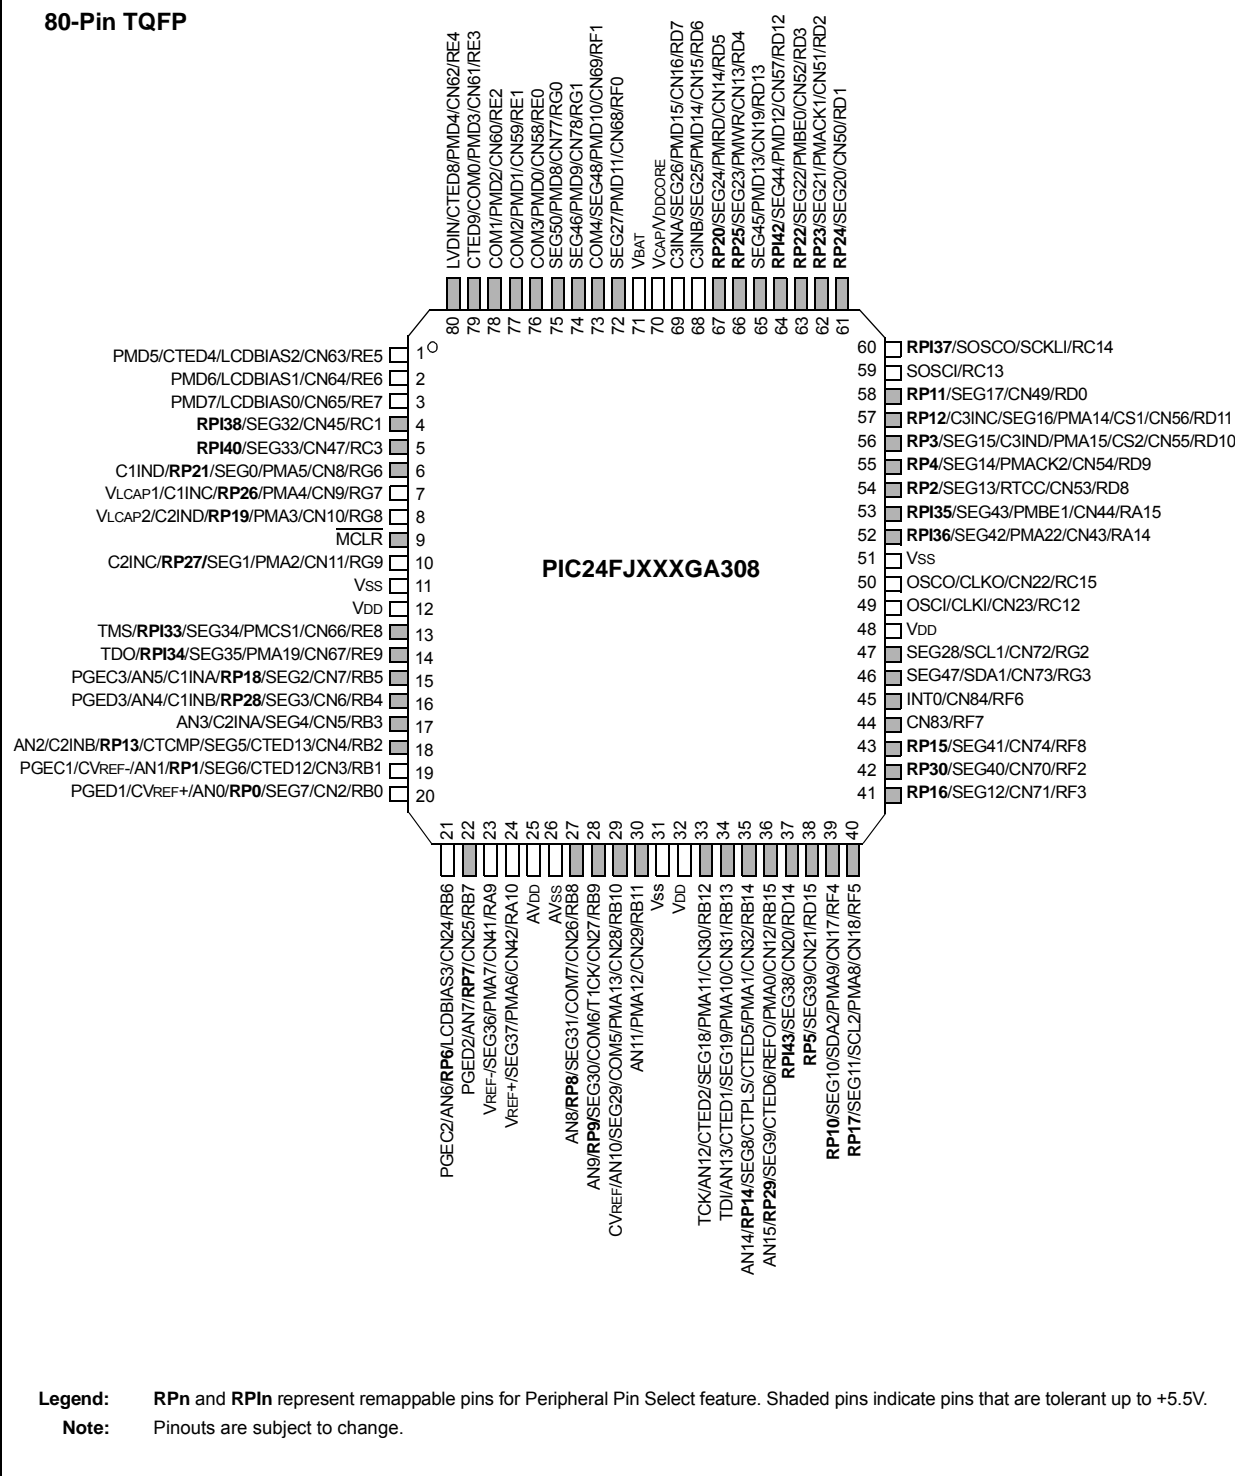 80-Pin TQFP
LVDIN/CTED8/PMD4/CN62/RE4
CTED9/COM0/PMD3/CN61/RE3
COM1/PMD2/CN60/RE2
COM2/PMD1/CN59/RE1
COM3/PMD0/CN58/RE0
SEG50/PMD8/CN77/RG0
SEG46/PMD9/CN78/RG1
COM4/SEG48/PMD10/CN69/RF1
SEG27/PMD11/CN68/RF0
VBAT
VCAP/VDDCORE
C3INA/SEG26/PMD15/CN16/RD7
C3INB/SEG25/PMD14/CN15/RD6
RP20/SEG24/PMRD/CN14/RD5
RP25/SEG23/PMWR/CN13/RD4
SEG45/PMD13/CN19/RD13
RPI42/SEG44/PMD12/CN57/RD12
RP22/SEG22/PMBE0/CN52/RD3
RP23/SEG21/PMACK1/CN51/RD2
RP24/SEG20/CN50/RD1
80 79 78 77 76 75 74 73 72 71 70 69 68 67 66 65 64 63 62 61
PMD5/CTED4/LCDBIAS2/CN63/RE5 1
PMD6/LCDBIAS1/CN64/RE6 2
PMD7/LCDBIAS0/CN65/RE7 3
RPI38/SEG32/CN45/RC1 4
RPI40/SEG33/CN47/RC3 5
C1IND/RP21/SEG0/PMA5/CN8/RG6 6
VLCAP1/C1INC/RP26/PMA4/CN9/RG7 7
VLCAP2/C2IND/RP19/PMA3/CN10/RG8 8
MCLR 9
C2INC/RP27/SEG1/PMA2/CN11/RG9 10
VSS 11
VDD 12
TMS/RPI33/SEG34/PMCS1/CN66/RE8 13
TDO/RPI34/SEG35/PMA19/CN67/RE9 14
PGEC3/AN5/C1INA/RP18/SEG2/CN7/RB5 15
PGED3/AN4/C1INB/RP28/SEG3/CN6/RB4 16
AN3/C2INA/SEG4/CN5/RB3 17
AN2/C2INB/RP13/CTCMP/SEG5/CTED13/CN4/RB2 18
PGEC1/CVREF-/AN1/RP1/SEG6/CTED12/CN3/RB1 19
PGED1/CVREF+/AN0/RP0/SEG7/CN2/RB0 20
PIC24FJXXXGA308
60 RPI37/SOSCO/SCKLI/RC14
59 SOSCI/RC13
58 RP11/SEG17/CN49/RD0
57 RP12/C3INC/SEG16/PMA14/CS1/CN56/RD11
56 RP3/SEG15/C3IND/PMA15/CS2/CN55/RD10
55 RP4/SEG14/PMACK2/CN54/RD9
54 RP2/SEG13/RTCC/CN53/RD8
53 RPI35/SEG43/PMBE1/CN44/RA15
52 RPI36/SEG42/PMA22/CN43/RA14
51 VSS
50 OSCO/CLKO/CN22/RC15
49 OSCI/CLKI/CN23/RC12
48 VDD
47 SEG28/SCL1/CN72/RG2
46 SEG47/SDA1/CN73/RG3
45 INT0/CN84/RF6
44 CN83/RF7
43 RP15/SEG41/CN74/RF8
42 RP30/SEG40/CN70/RF2
41 RP16/SEG12/CN71/RF3
21 22 23 24 25 26 27 28 29 30 31 32 33 34 35 36 37 38 39 40
PGEC2/AN6/RP6/LCDBIAS3/CN24/RB6
PGED2/AN7/RP7/CN25/RB7
VREF-/SEG36/PMA7/CN41/RA9
VREF+/SEG37/PMA6/CN42/RA10
AVDD
AVSS
AN8/RP8/SEG31/COM7/CN26/RB8
AN9/RP9/SEG30/COM6/T1CK/CN27/RB9
CVREF/AN10/SEG29/COM5/PMA13/CN28/RB10
AN11/PMA12/CN29/RB11
Vss
VDD
TCK/AN12/CTED2/SEG18/PMA11/CN30/RB12
TDI/AN13/CTED1/SEG19/PMA10/CN31/RB13
AN14/RP14/SEG8/CTPLS/CTED5/PMA1/CN32/RB14
AN15/RP29/SEG9/CTED6/REFO/PMA0/CN12/RB15
RPI43/SEG38/CN20/RD14
RP5/SEG39/CN21/RD15
RP10/SEG10/SDA2/PMA9/CN17/RF4
RP17/SEG11/SCL2/PMA8/CN18/RF5
Legend: RPn and RPIn represent remappable pins for Peripheral Pin Select feature. Shaded pins indicate pins that are tolerant up to +5.5V.
Note: Pinouts are subject to change.